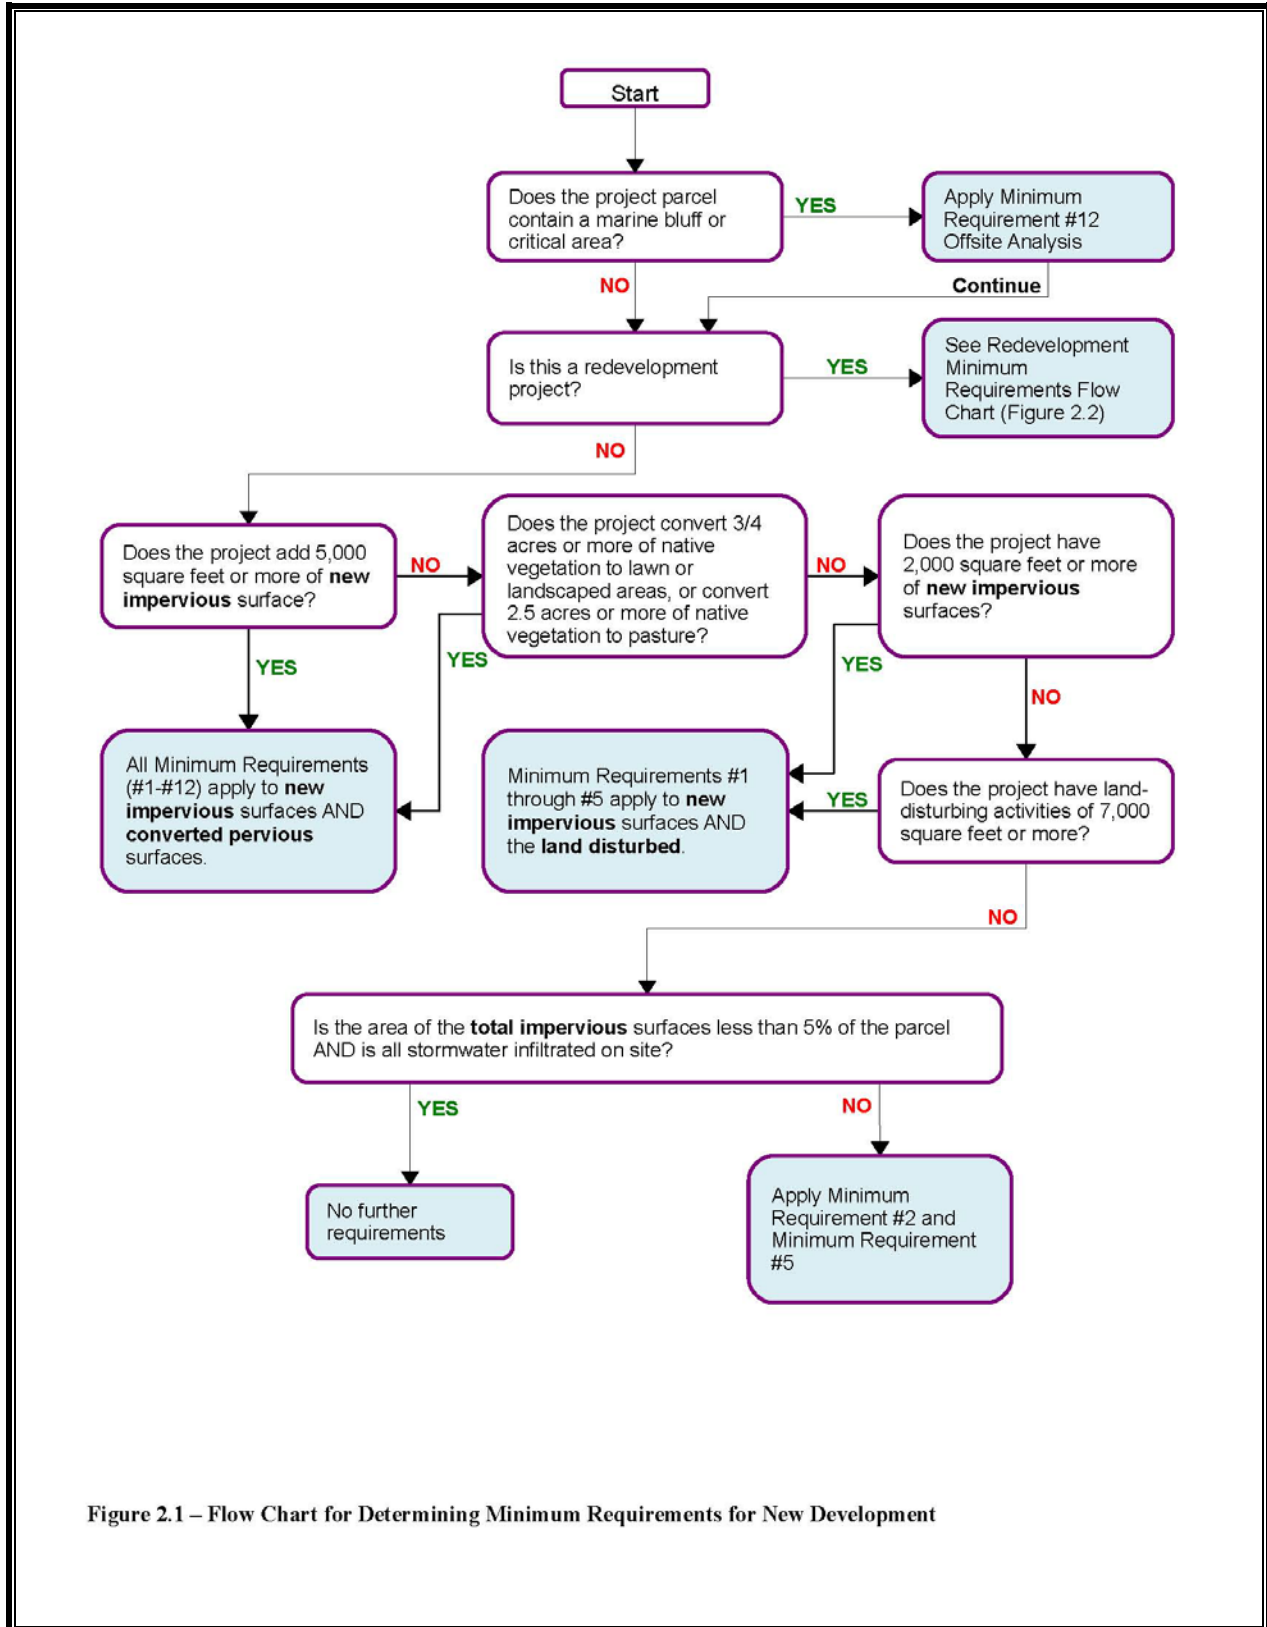 Start
Does the project parcel
contain a marine bluff or
critical area?
YES
Apply Minimum
Requirement #12
Offsite Analysis
NO
Continue
Is this a redevelopment
project?
YES
See Redevelopment
Minimum
Requirements Flow
Chart (Figure 2.2)
NO
Does the project add 5,000
square feet or more of new
impervious surface?
NO
Does the project convert 3/4
acres or more of native
vegetation to lawn or
landscaped areas, or convert
2.5 acres or more of native
vegetation to pasture?
NO
Does the project have
2,000 square feet or more
of new impervious
surfaces?
YES
YES
YES
NO
All Minimum Requirements
(#1-#12) apply to new
impervious surfaces AND
converted pervious
surfaces.
Minimum Requirements #1
through #5 apply to new
impervious surfaces AND
the land disturbed.
YES
Does the project have land-
disturbing activities of 7,000
square feet or more?
NO
Is the area of the total impervious surfaces less than 5% of the parcel
AND is all stormwater infiltrated on site?
YES
NO
No further
requirements
Apply Minimum
Requirement #2 and
Minimum Requirement
#5
Figure 2.1 – Flow Chart for Determining Minimum Requirements for New Development